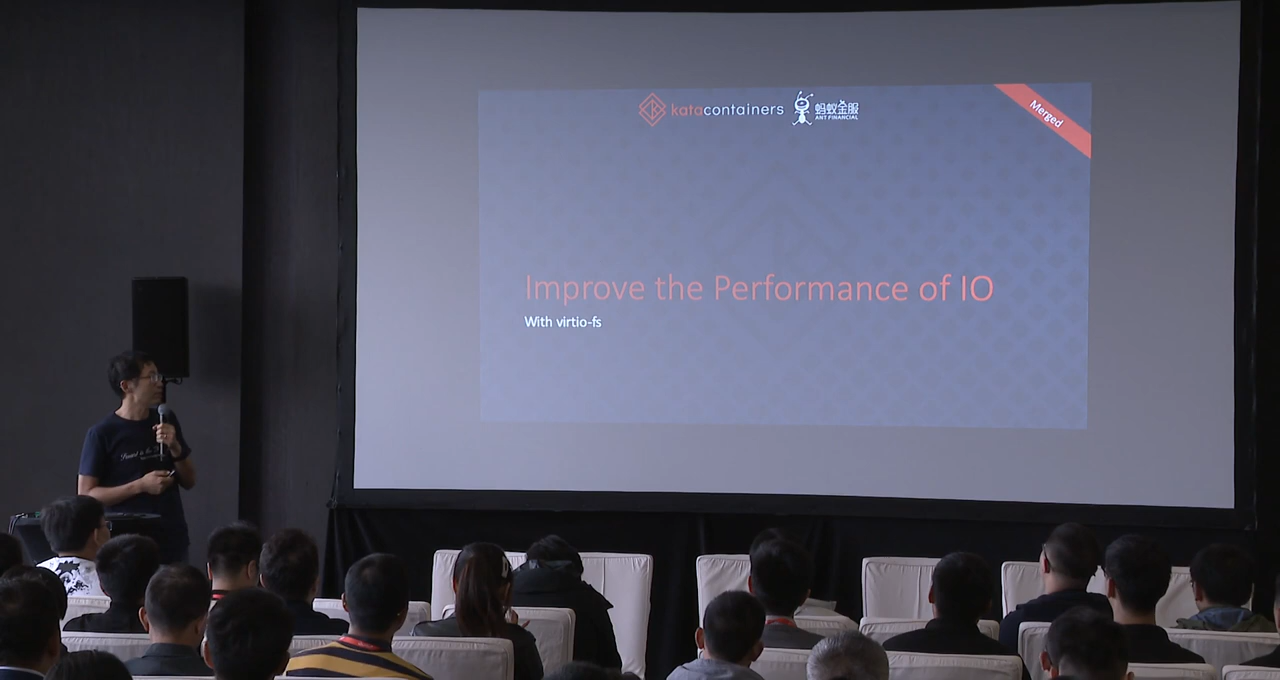 katacontainers
蚂蚁金服
ANT FINANCIAL
Merged
Improve the Performance of IO
With virtio-fs